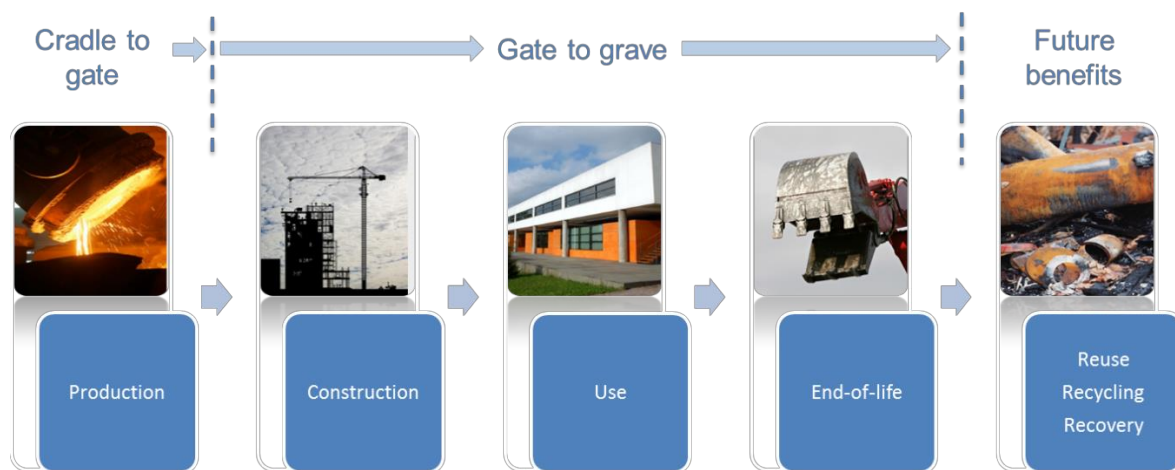 Cradle to
gate
Gate to grave
Future
benefits
Production
Construction
Use
End-of-life
Reuse
Recycling
Recovery